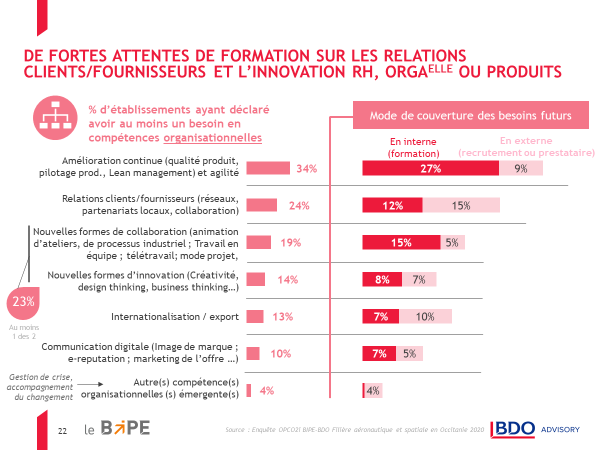 DE FORTES ATTENTES DE FORMATION SUR LES RELATIONS
CLIENTS/FOURNISSEURS ET L'INNOVATION RH, ORGAELLE OU PRODUITS
% d'établissements ayant déclaré
avoir au moins un besoin en
compétences organisationnelles
Mode de couverture des besoins futurs
En interne
(formation)
En externe
(recrutement ou prestataire)
Amélioration continue (qualité produit,
pilotage prod., Lean management) et agilité
34%
27%
9%
Relations clients/fournisseurs (réseaux,
partenariats locaux, collaboration)
24%
12%
15%
Nouvelles formes de collaboration (animation
d'ateliers, de processus industriel ; Travail en
équipe ; télétravail; mode projet,
19%
15%
5%
Nouvelles formes d'innovation (Créativité,
design thinking, business thinking…)
14%
8%
7%
23%
Au moins
1 des 2
Internationalisation / export
13%
7%
10%
Communication digitale (Image de marque ;
e-reputation ; marketing de l'offre …)
10%
7%
5%
Gestion de crise,
accompagnement
du changement
Autre(s) compétence(s)
organisationnelles (s) émergente(s)
4%
4%
22
le BIPE
Source : Enquête OPCO2i BIPE-BDO Filière aéronautique et spatiale en Occitanie 2020
BDO ADVISORY